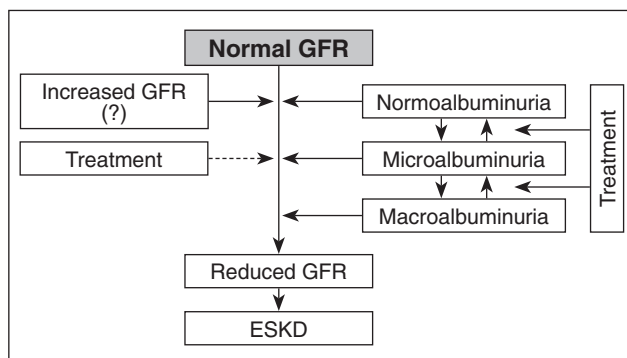 Normal GFR
Increased GFR
(?)
Normoalbuminuria
Treatment
Microalbuminuria
Treatment
Macroalbuminuria
Reduced GFR
ESKD